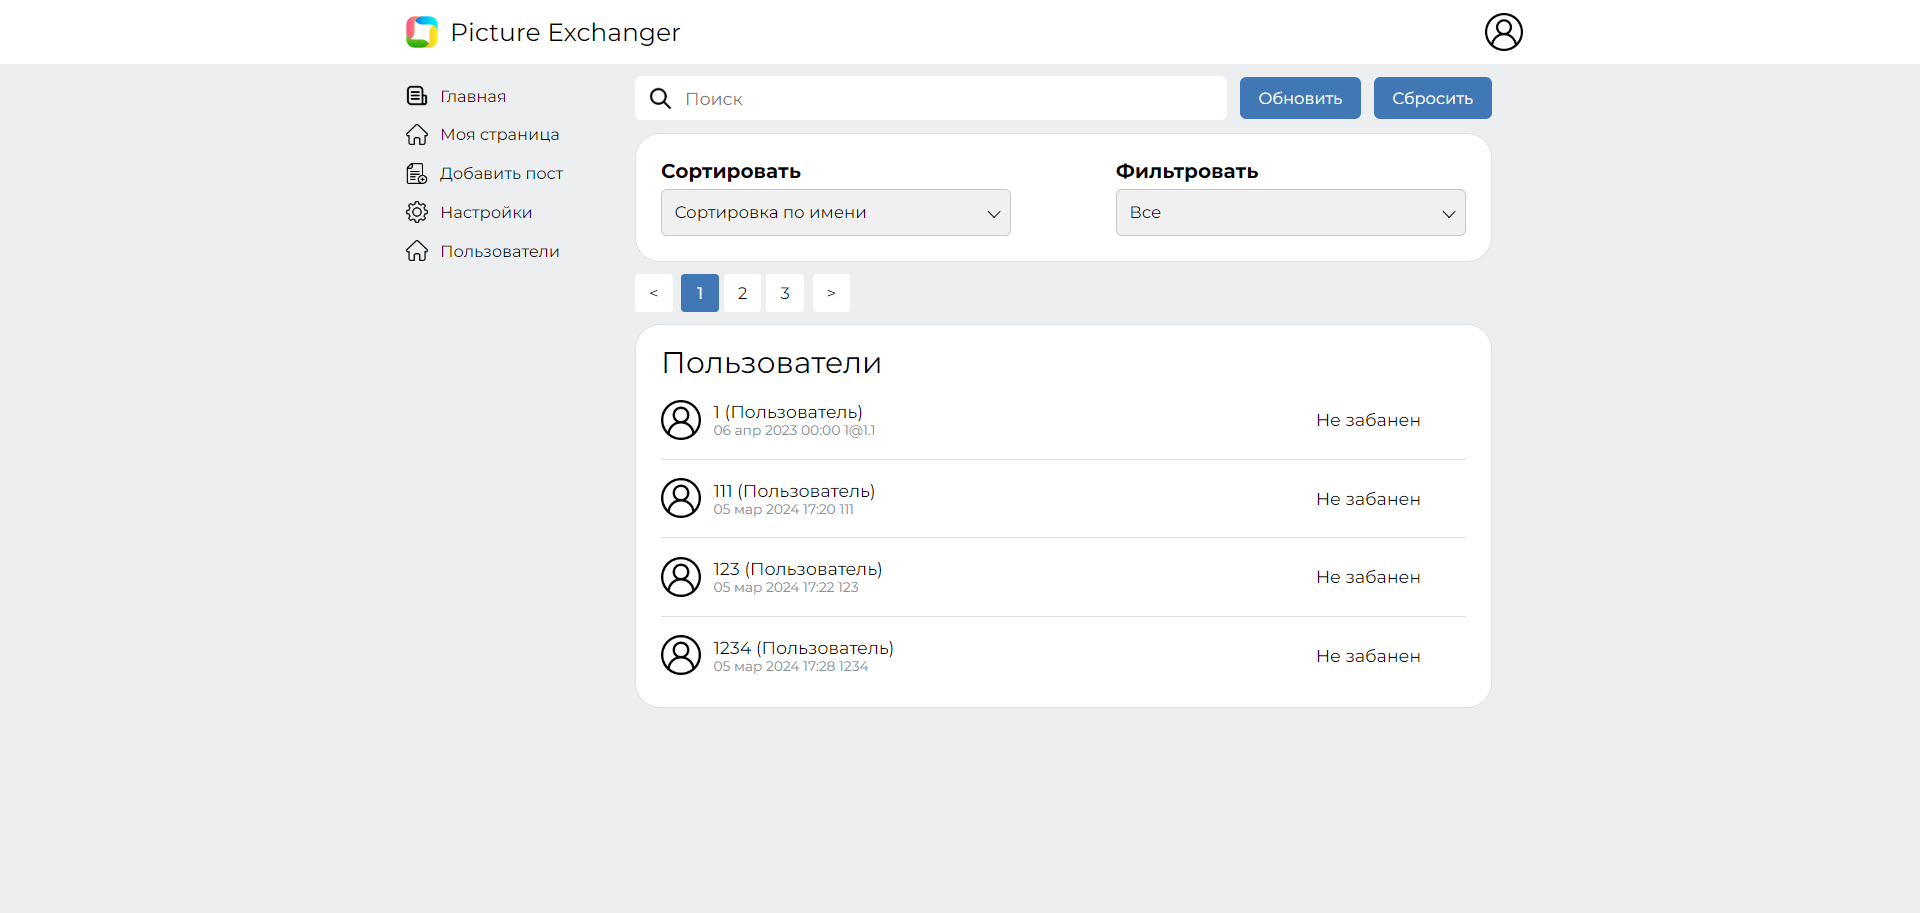 Picture Exchanger
Главная
Моя страница
Добавить пост
Настройки
Пользователи
Поиск
Обновить
Сбросить
Сортировать
Фильтровать
Сортировка по имени
Все
< 1 2 3 >
Пользователи
1 (Пользователь)
06 апр 2023 00:00 1@1.1
Не забанен
111 (Пользователь)
05 мар 2024 17:20 111
Не забанен
123 (Пользователь)
05 мар 2024 17:22 123
Не забанен
1234 (Пользователь)
05 мар 2024 17:28 1234
Не забанен